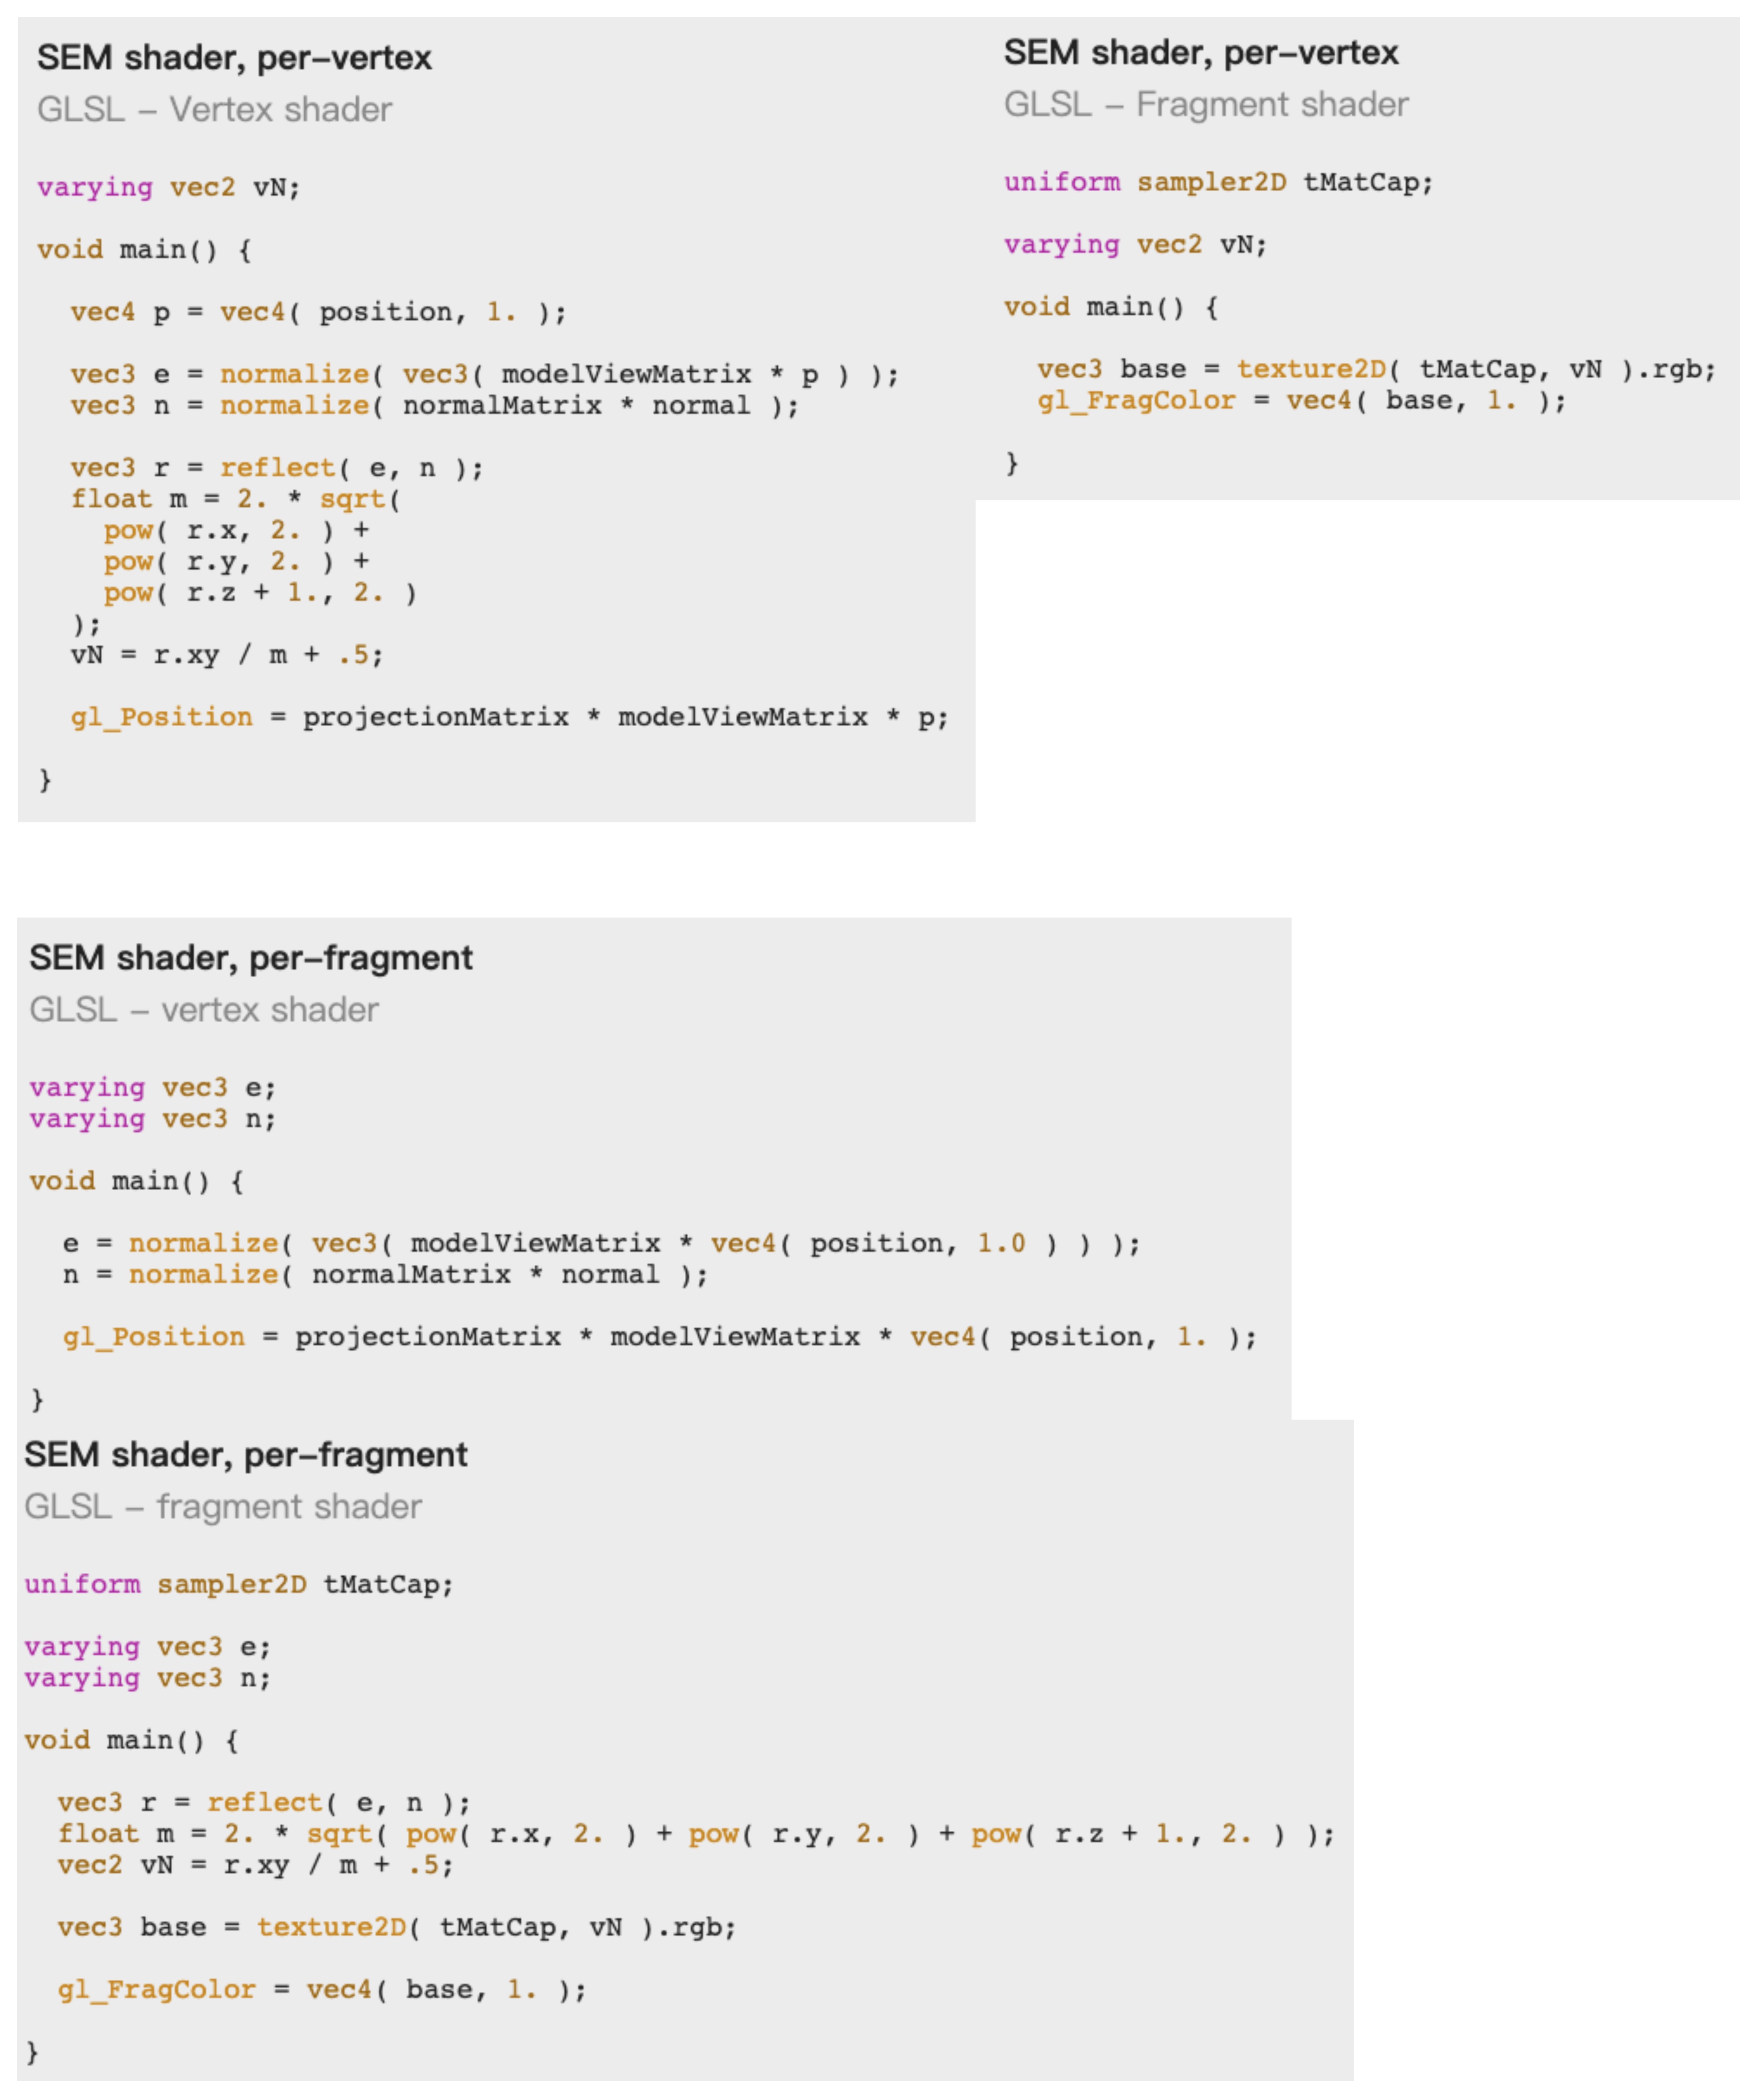 SEM shader, per-vertex
GLSL - Vertex shader
varying vec2 vN;
void main() {
vec4 p = vec4( position, 1. );
vec3 e = normalize( vec3( modelViewMatrix * p ) );
vec3 n = normalize( normalMatrix * normal );
vec3 r = reflect( e, n );
float m = 2. * sqrt(
pow( r.x, 2. ) +
pow( r.y, 2. ) +
pow( r.z + 1., 2. )
);
vN = r.xy / m + .5;
gl_Position = projectionMatrix * modelViewMatrix * p;
}
SEM shader, per-vertex
GLSL - Fragment shader
uniform sampler2D tMatCap;
varying vec2 vN;
void main() {
vec3 base = texture2D( tMatCap, vN ).rgb;
gl_FragColor = vec4( base, 1. );
}
SEM shader, per-fragment
GLSL - vertex shader
varying vec3 e;
varying vec3 n;
void main() {
e = normalize( vec3( modelViewMatrix * vec4( position, 1.0 ) ) );
n = normalize( normalMatrix * normal );
gl_Position = projectionMatrix * modelViewMatrix * vec4( position, 1. );
}
SEM shader, per-fragment
GLSL - fragment shader
uniform sampler2D tMatCap;
varying vec3 e;
varying vec3 n;
void main() {
vec3 r = reflect( e, n );
float m = 2. * sqrt( pow( r.x, 2. ) + pow( r.y, 2. ) + pow( r.z + 1., 2. ) );
vec2 vN = r.xy / m + .5;
vec3 base = texture2D( tMatCap, vN ).rgb;
gl_FragColor = vec4( base, 1. );
}